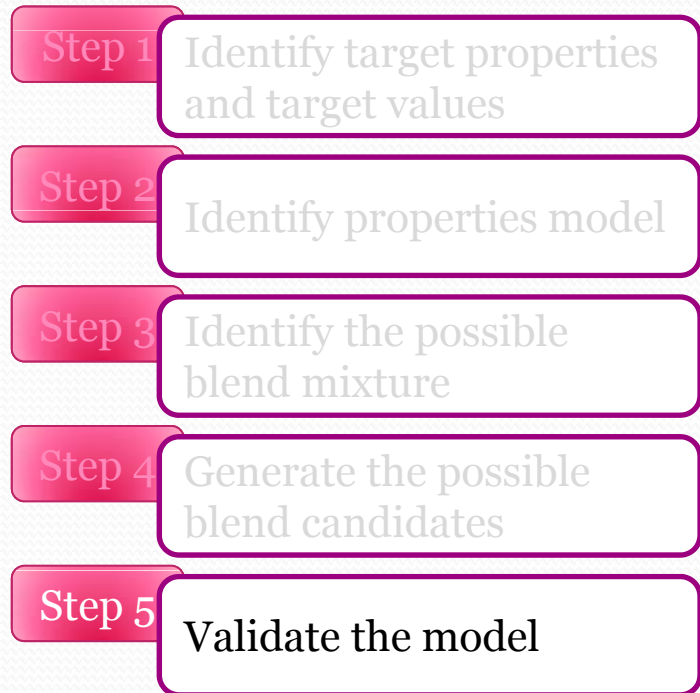 Step 1
Identify target properties
and target values
Step 2
Identify properties model
Step 3
Identify the possible
blend mixture
Step 4
Generate the possible
blend candidates
Step 5
Validate the model